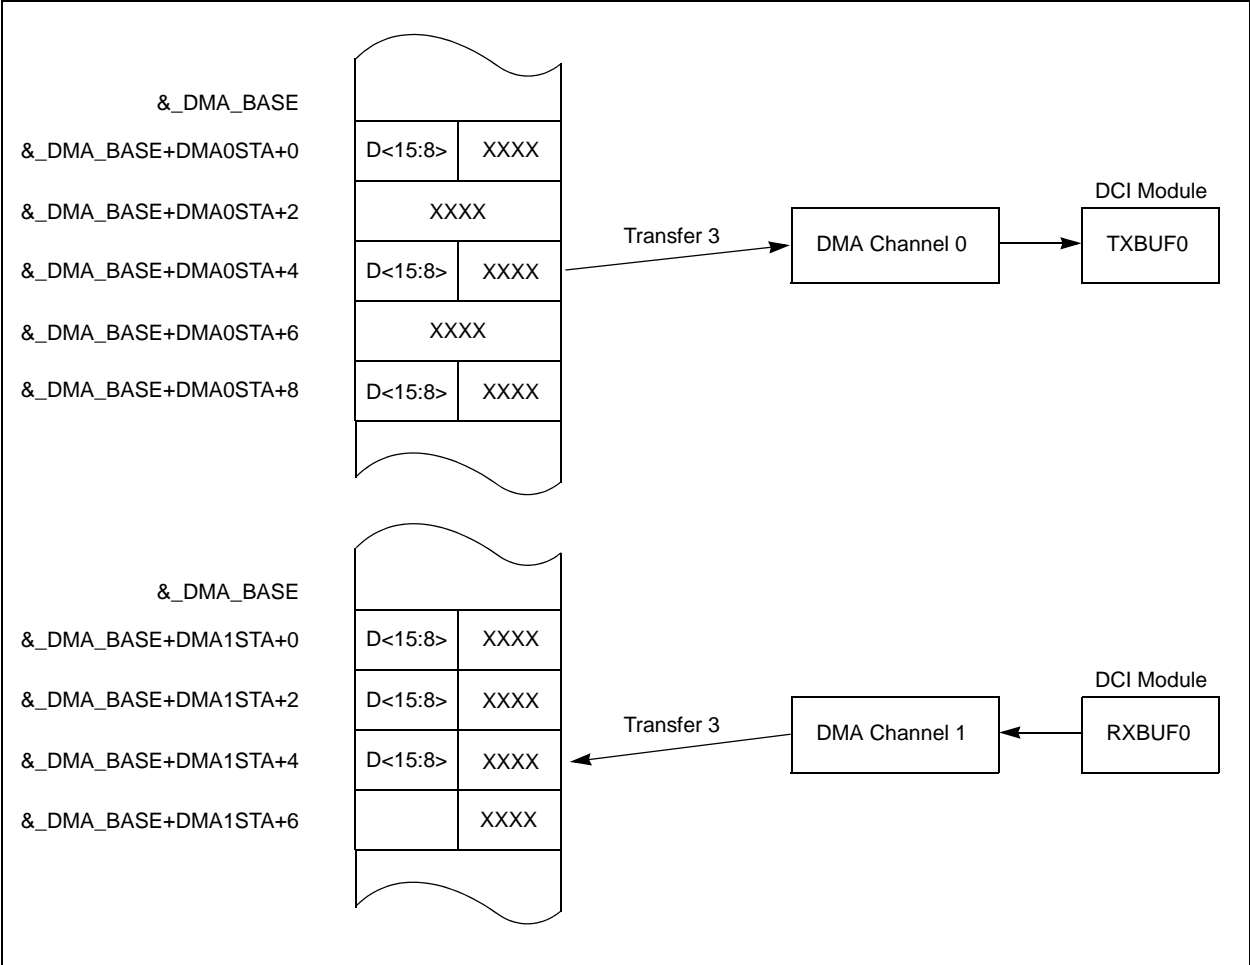 &_DMA_BASE
&_DMA_BASE+DMA0STA+0 D<15:8> XXXX
&_DMA_BASE+DMA0STA+2 XXXX
&_DMA_BASE+DMA0STA+4 D<15:8> XXXX
&_DMA_BASE+DMA0STA+6 XXXX
&_DMA_BASE+DMA0STA+8 D<15:8> XXXX
Transfer 3
DMA Channel 0
DCI Module
TXBUF0
&_DMA_BASE
&_DMA_BASE+DMA1STA+0 D<15:8> XXXX
&_DMA_BASE+DMA1STA+2 D<15:8> XXXX
&_DMA_BASE+DMA1STA+4 D<15:8> XXXX
&_DMA_BASE+DMA1STA+6 XXXX
Transfer 3
DMA Channel 1
DCI Module
RXBUF0